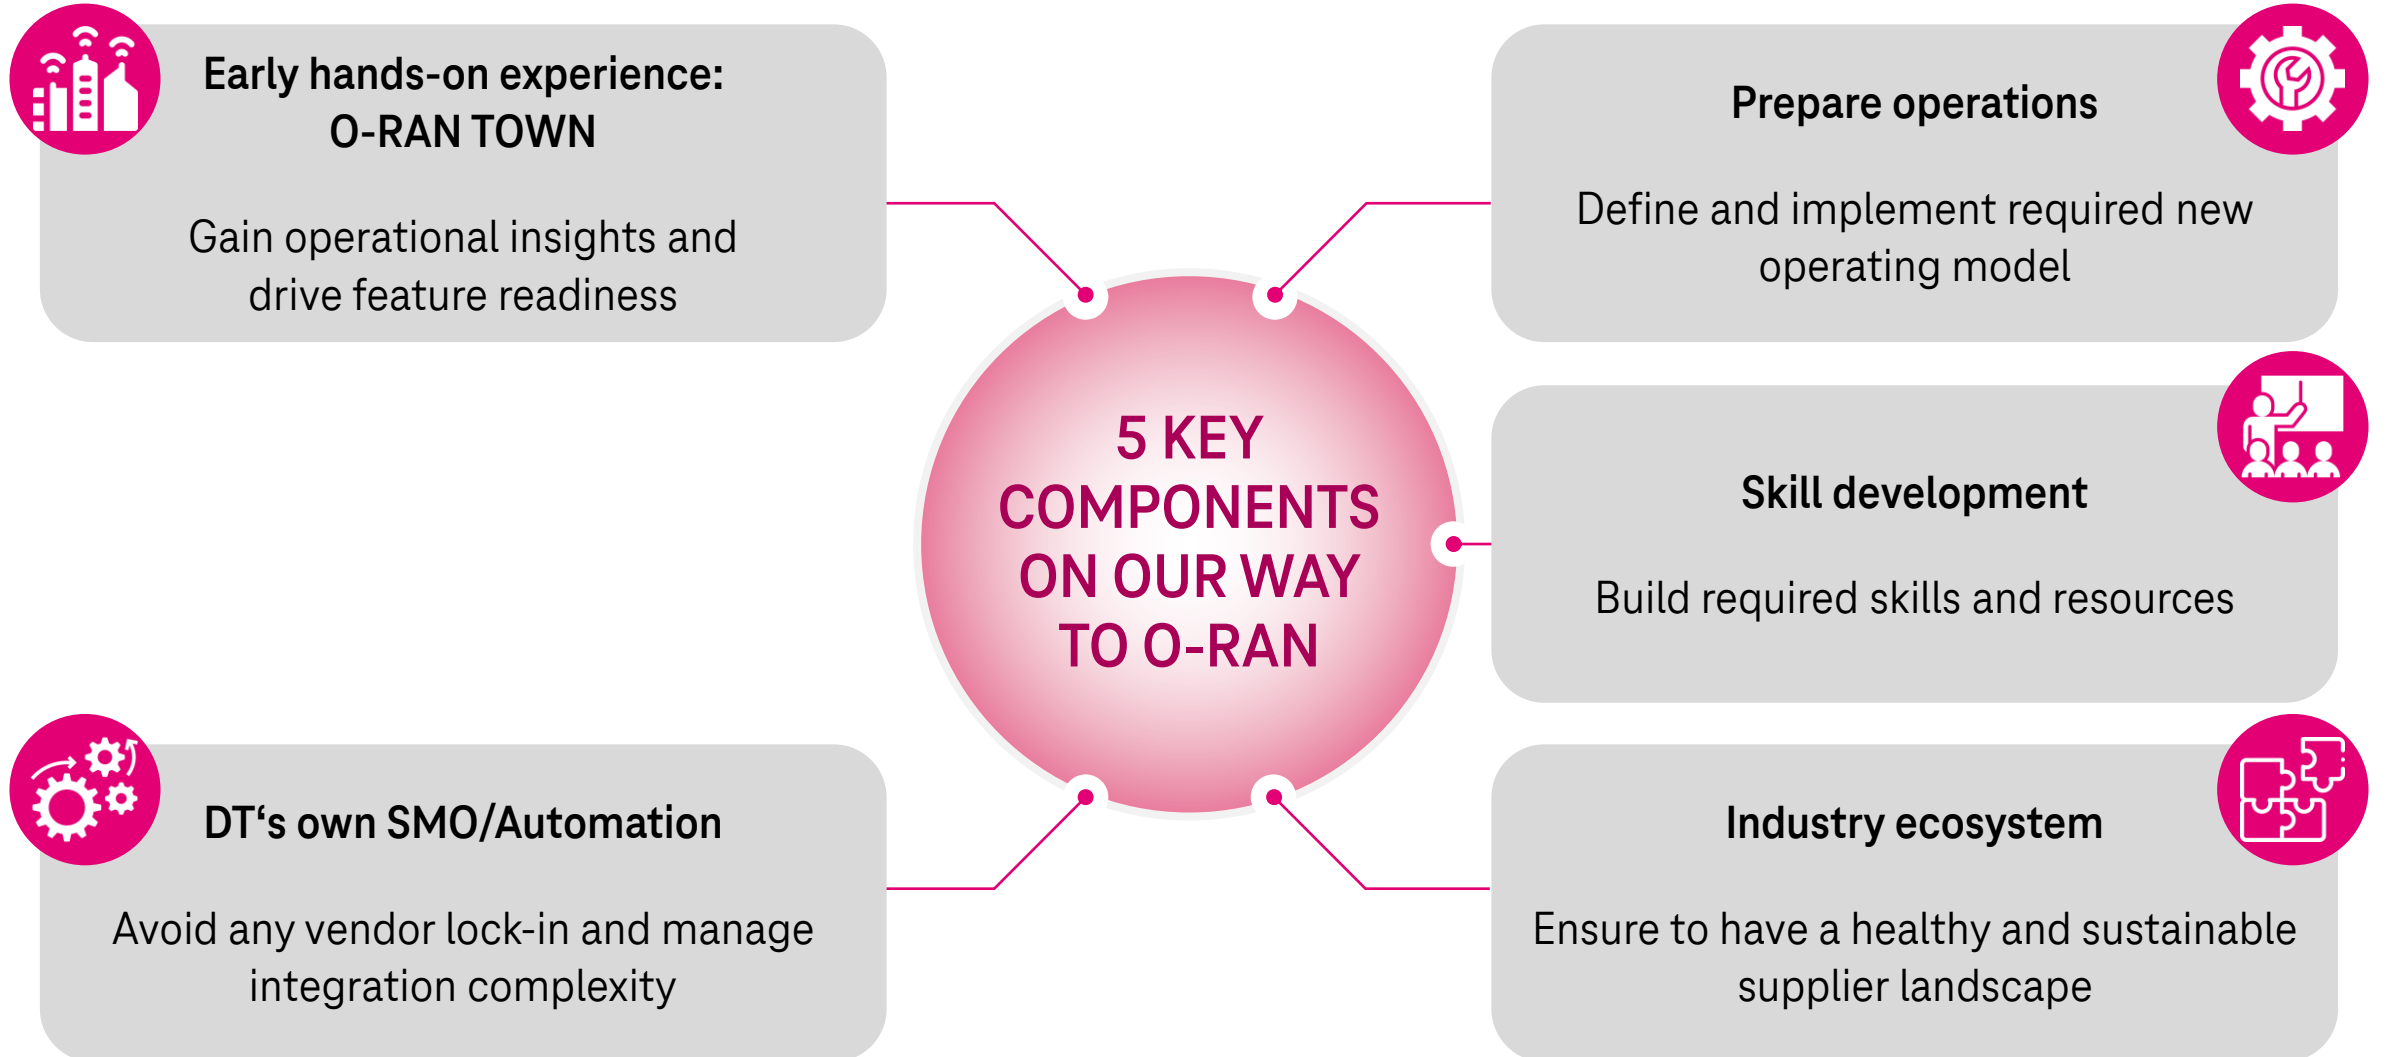 Early hands-on experience:
O-RAN TOWN
Gain operational insights and
drive feature readiness
Prepare operations
Define and implement required new
operating model
5 KEY
COMPONENTS
ON OUR WAY
TO O-RAN
Skill development
Build required skills and resources
DT‘s own SMO/Automation
Avoid any vendor lock-in and manage
integration complexity
Industry ecosystem
Ensure to have a healthy and sustainable
supplier landscape